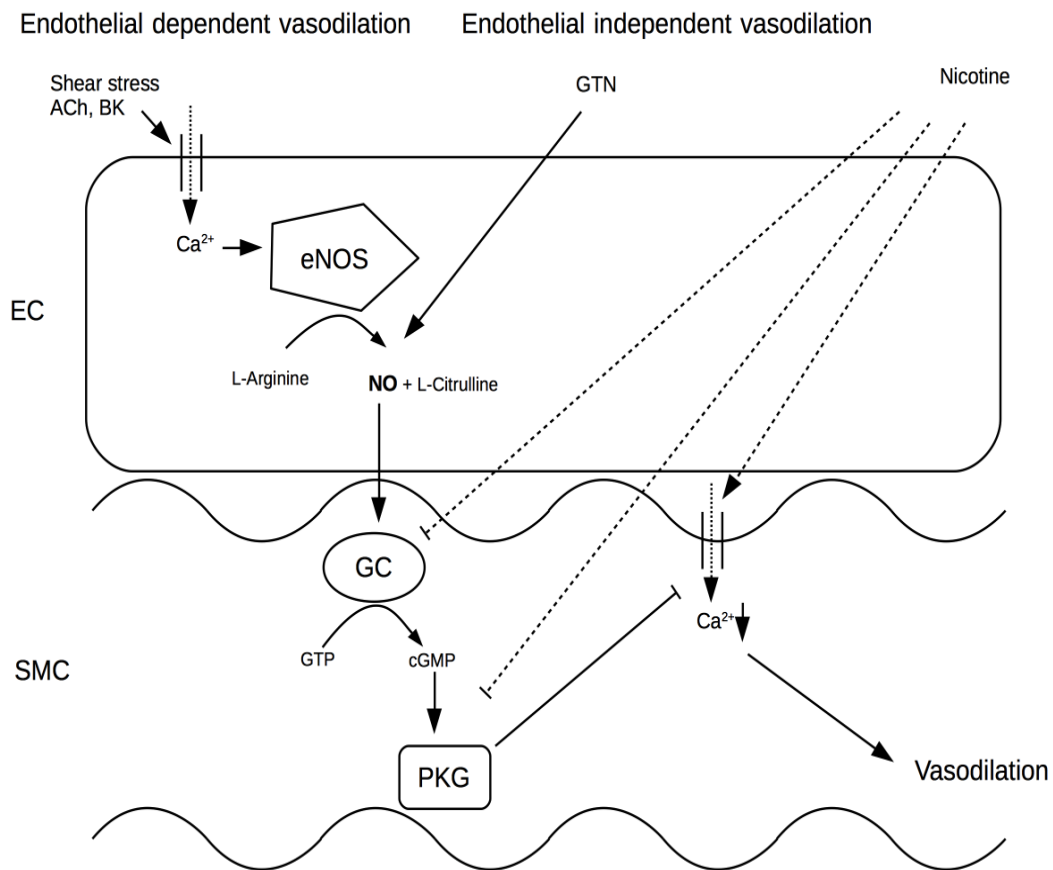 Endothelial dependent vasodilation
Endothelial independent vasodilation
Shear stress
ACh, BK
GTN
Nicotine
Ca²⁺
eNOS
EC
L-Arginine
NO + L-Citrulline
GC
Ca²⁺
GTP
cGMP
SMC
PKG
Vasodilation